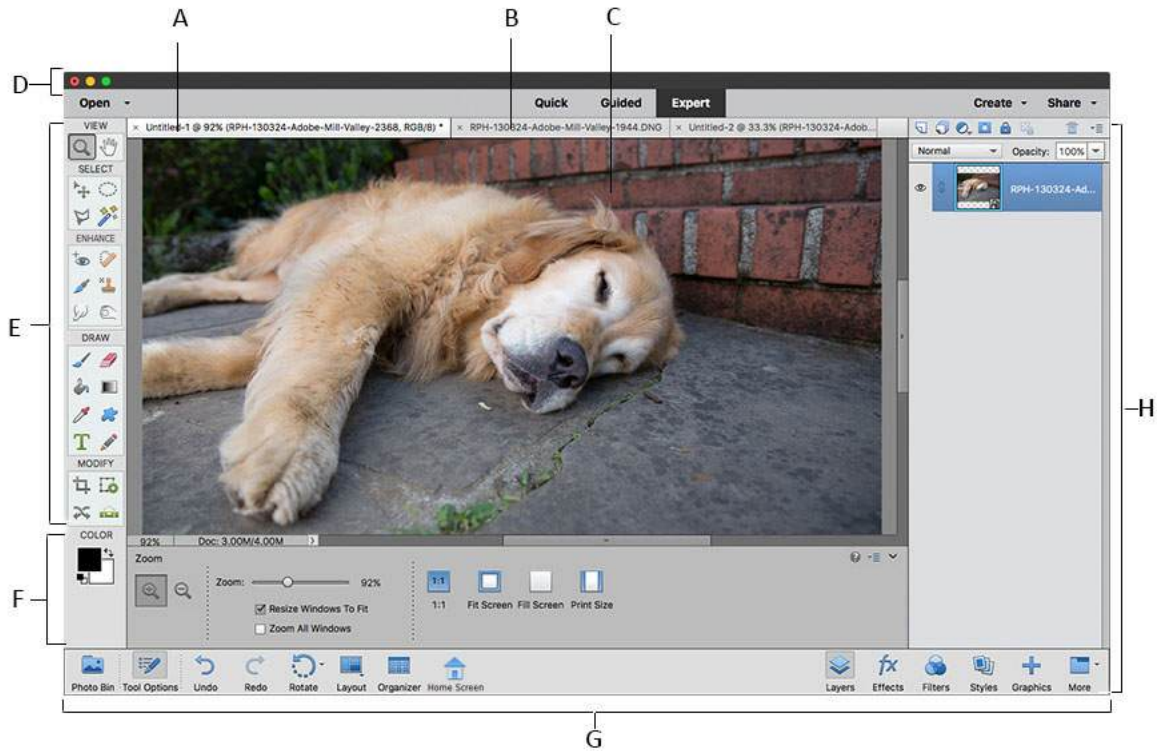 A
B
C
D
Open
Quick
Guided
Expert
Create
Share
E
VIEW
× Untitled-1 @ 92% (RPH-130324-Adobe-Mill-Valley-2368, RGB/8) *
× RPH-130324-Adobe-Mill-Valley-1944.DNG
× Untitled-2 @ 33.3% (RPH-130324-Adob...
H
SELECT
ENHANCE
DRAW
T
MODIFY
COLOR
Normal
Opacity: 100%
RPH-130324-Ad...
92%
Doc: 3.00M/4.00M
F
Zoom
Zoom:
92%
Resize Windows To Fit
Zoom All Windows
1:1
1:1
Fit Screen
Fill Screen
Print Size
Photo Bin
Tool Options
Undo
Redo
Rotate
Layout
Organizer
Home Screen
fx
Layers
Effects
Filters
Styles
Graphics
More
G